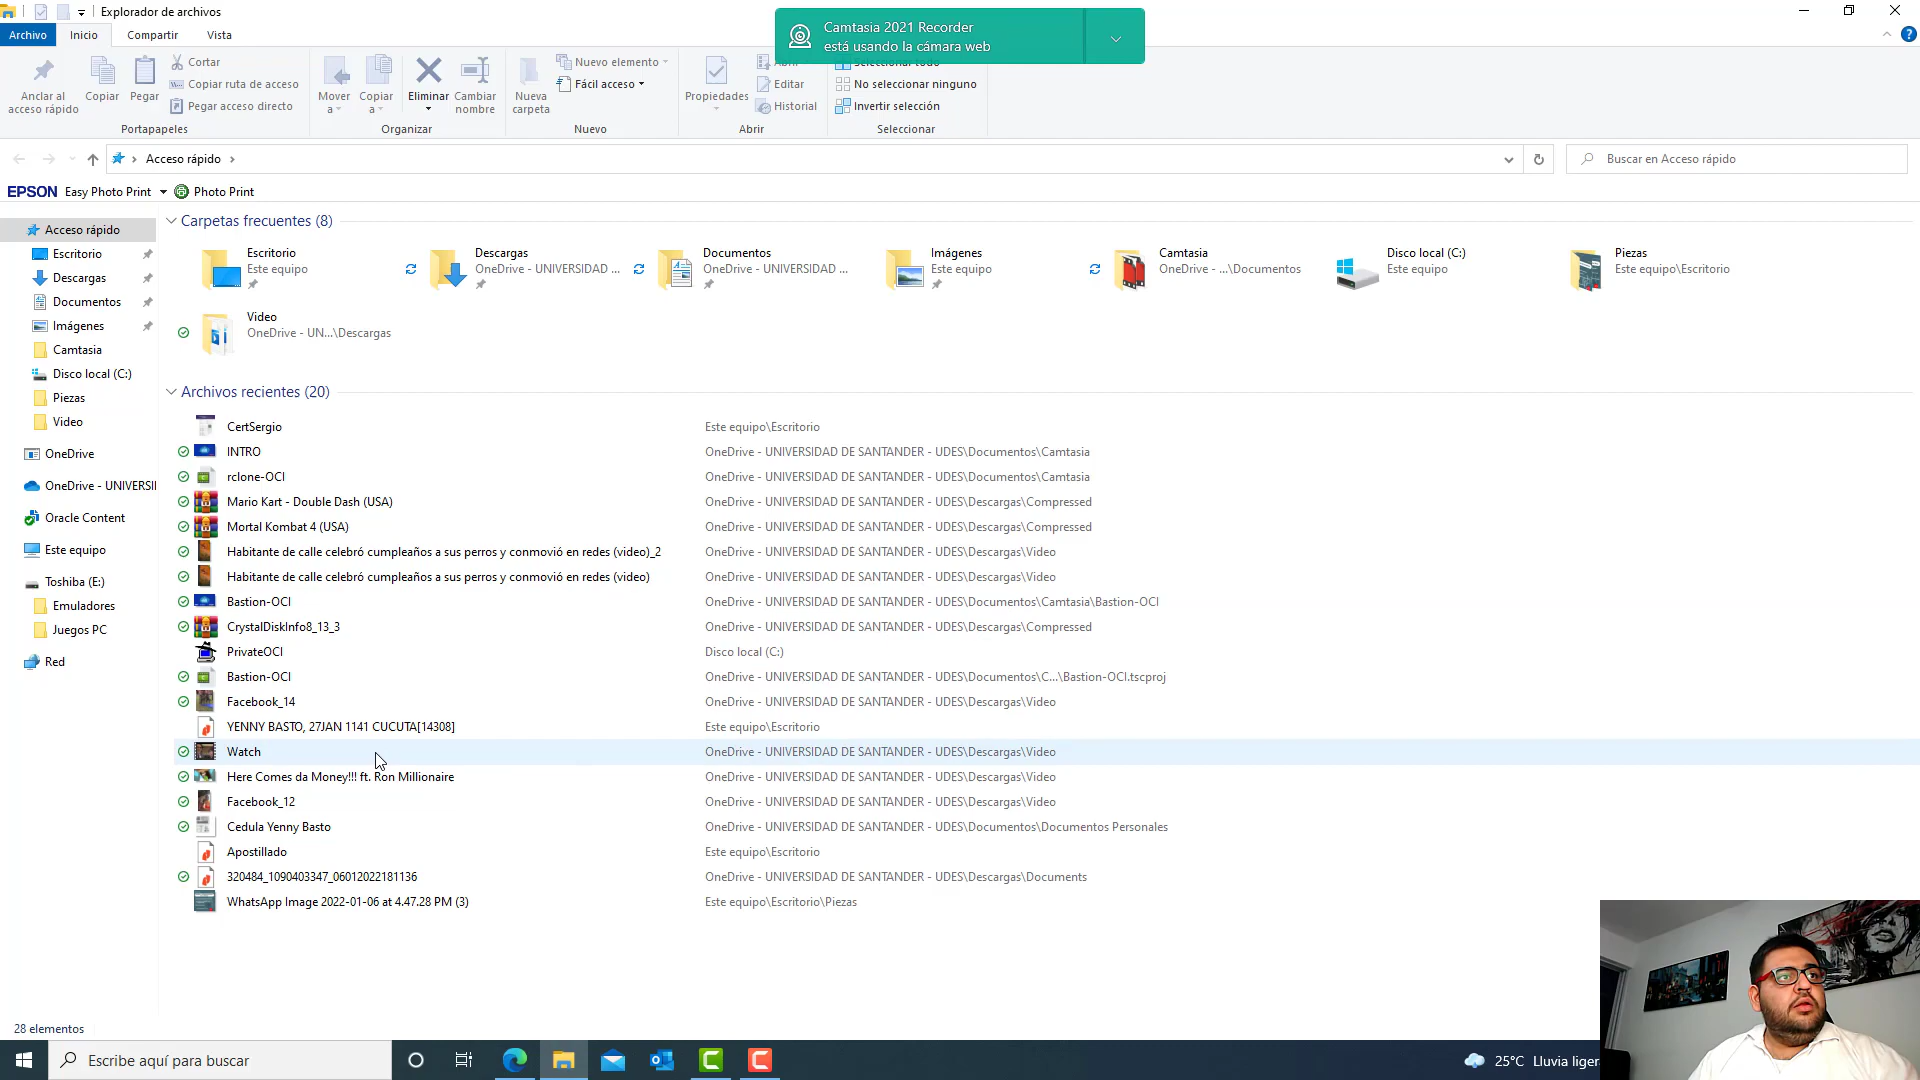 Explorador de archivos
Camtasia 2021 Recorder
está usando la cámara web
Archivo Inicio Compartir Vista
Anclar al
acceso rápido
Copiar
Pegar
Cortar
Copiar ruta de acceso
Pegar acceso directo
Portapapeles
Mover
a
Copiar
a
Eliminar
Cambiar
nombre
Organizar
Nueva
carpeta
Nuevo elemento
Fácil acceso
Nuevo
Propiedades
Abrir
Editar
Historial
Abrir
Seleccionar todo
No seleccionar ninguno
Invertir selección
Seleccionar
Acceso rápido
Buscar en Acceso rápido
EPSON Easy Photo Print Photo Print
Acceso rápido
Escritorio
Descargas
Documentos
Imágenes
Camtasia
Disco local (C:)
Piezas
Video
OneDrive
OneDrive - UNIVERSI
Oracle Content
Este equipo
Toshiba (E:)
Emuladores
Juegos PC
Red
Carpetas frecuentes (8)
Escritorio
Este equipo
Descargas
OneDrive - UNIVERSIDAD ...
Documentos
OneDrive - UNIVERSIDAD ...
Imágenes
Este equipo
Camtasia
OneDrive - ...\Documentos
Disco local (C:)
Este equipo
Piezas
Este equipo\Escritorio
Video
OneDrive - UN...\Descargas
Archivos recientes (20)
CertSergio Este equipo\Escritorio
INTRO OneDrive - UNIVERSIDAD DE SANTANDER - UDES\Documentos\Camtasia
rclone-OCI OneDrive - UNIVERSIDAD DE SANTANDER - UDES\Documentos\Camtasia
Mario Kart - Double Dash (USA) OneDrive - UNIVERSIDAD DE SANTANDER - UDES\Descargas\Compressed
Mortal Kombat 4 (USA) OneDrive - UNIVERSIDAD DE SANTANDER - UDES\Descargas\Compressed
Habitante de calle celebró cumpleaños a sus perros y conmovió en redes (video)_2 OneDrive - UNIVERSIDAD DE SANTANDER - UDES\Descargas\Video
Habitante de calle celebró cumpleaños a sus perros y conmovió en redes (video) OneDrive - UNIVERSIDAD DE SANTANDER - UDES\Descargas\Video
Bastion-OCI OneDrive - UNIVERSIDAD DE SANTANDER - UDES\Documentos\Camtasia\Bastion-OCI
CrystalDiskInfo8_13_3 OneDrive - UNIVERSIDAD DE SANTANDER - UDES\Descargas\Compressed
PrivateOCI Disco local (C:)
Bastion-OCI OneDrive - UNIVERSIDAD DE SANTANDER - UDES\Documentos\C...\Bastion-OCI.tscproj
Facebook_14 OneDrive - UNIVERSIDAD DE SANTANDER - UDES\Descargas\Video
YENNY BASTO, 27JAN 1141 CUCUTA[14308] Este equipo\Escritorio
Watch OneDrive - UNIVERSIDAD DE SANTANDER - UDES\Descargas\Video
Here Comes da Money!!! ft. Ron Millionaire OneDrive - UNIVERSIDAD DE SANTANDER - UDES\Descargas\Video
Facebook_12 OneDrive - UNIVERSIDAD DE SANTANDER - UDES\Descargas\Video
Cedula Yenny Basto OneDrive - UNIVERSIDAD DE SANTANDER - UDES\Documentos\Documentos Personales
Apostillado Este equipo\Escritorio
320484_1090403347_06012022181136 OneDrive - UNIVERSIDAD DE SANTANDER - UDES\Descargas\Documents
WhatsApp Image 2022-01-06 at 4.47.28 PM (3) Este equipo\Escritorio\Piezas
28 elementos
Escribe aquí para buscar
25°C Lluvia liger